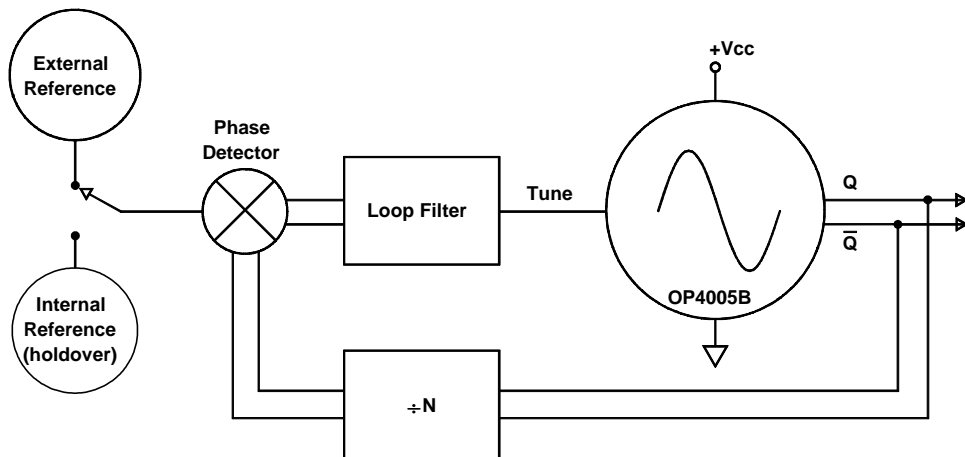 +Vcc
External
Reference
Phase
Detector
Loop Filter
Tune
Q
Q̅
OP4005B
Internal
Reference
(holdover)
÷N